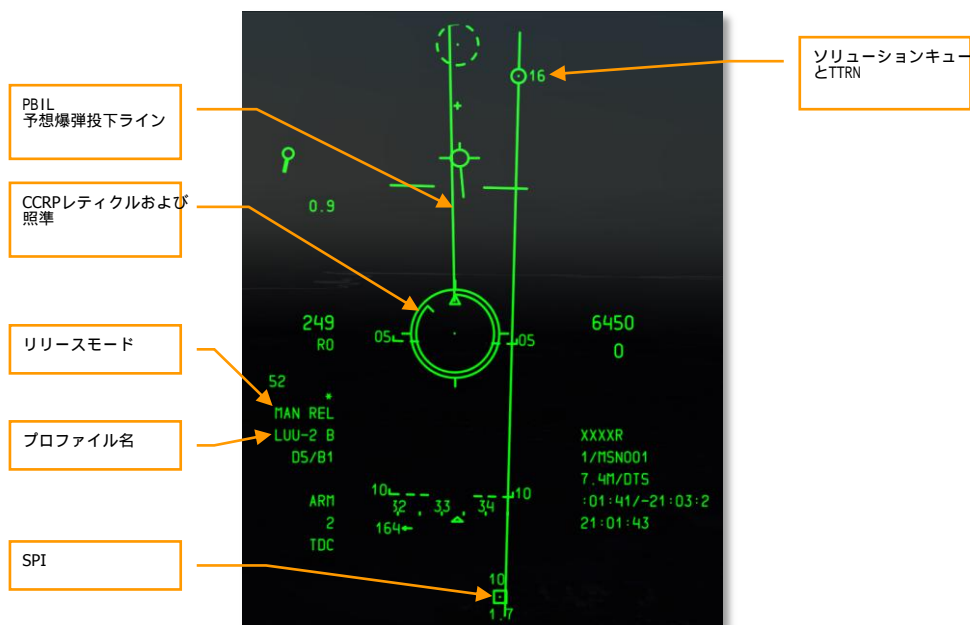 PBIL
予想爆弾投下ライン
CCRPレティクルおよび
照準
リリースモード
プロファイル名
SPI
ソリューションキュー
とTTRN
16
0.9
249
R0
05
05
6450
0
52
*
MAN REL
LUU-2 B
D5/B1
ARM
2
TDC
10
10
32 33 34
164←
XXXXR
1/MSN001
7.4M/DTS
:01:41/-21:03:2
21:01:43
10
1.7